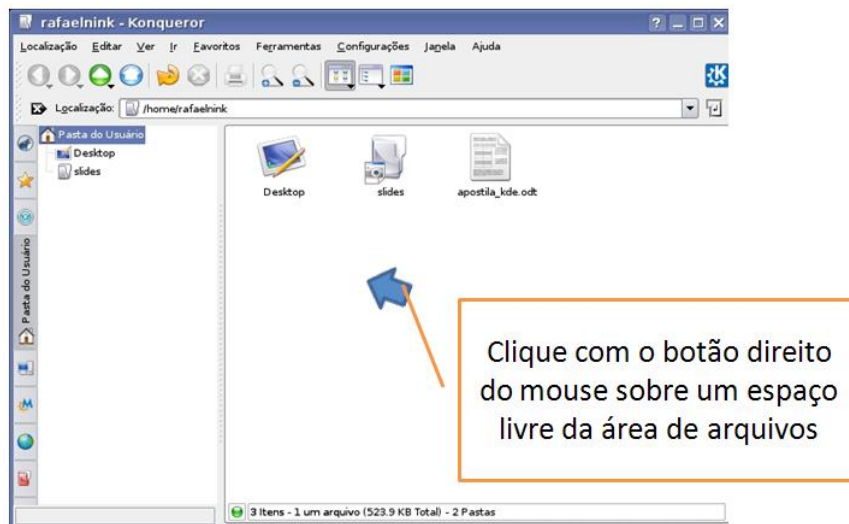 rafaelnink - Konqueror
Localização Editar Ver Ir Favoritos Ferramentas Configurações Janela Ajuda
Localização: /home/rafaelnink
Pasta do Usuário
Desktop
slides
Desktop slides apostila_kde.odt
Pasta do Usuário
Clique com o botão direito
do mouse sobre um espaço
livre da área de arquivos
3 Itens - 1 um arquivo (523.9 KB Total) - 2 Pastas